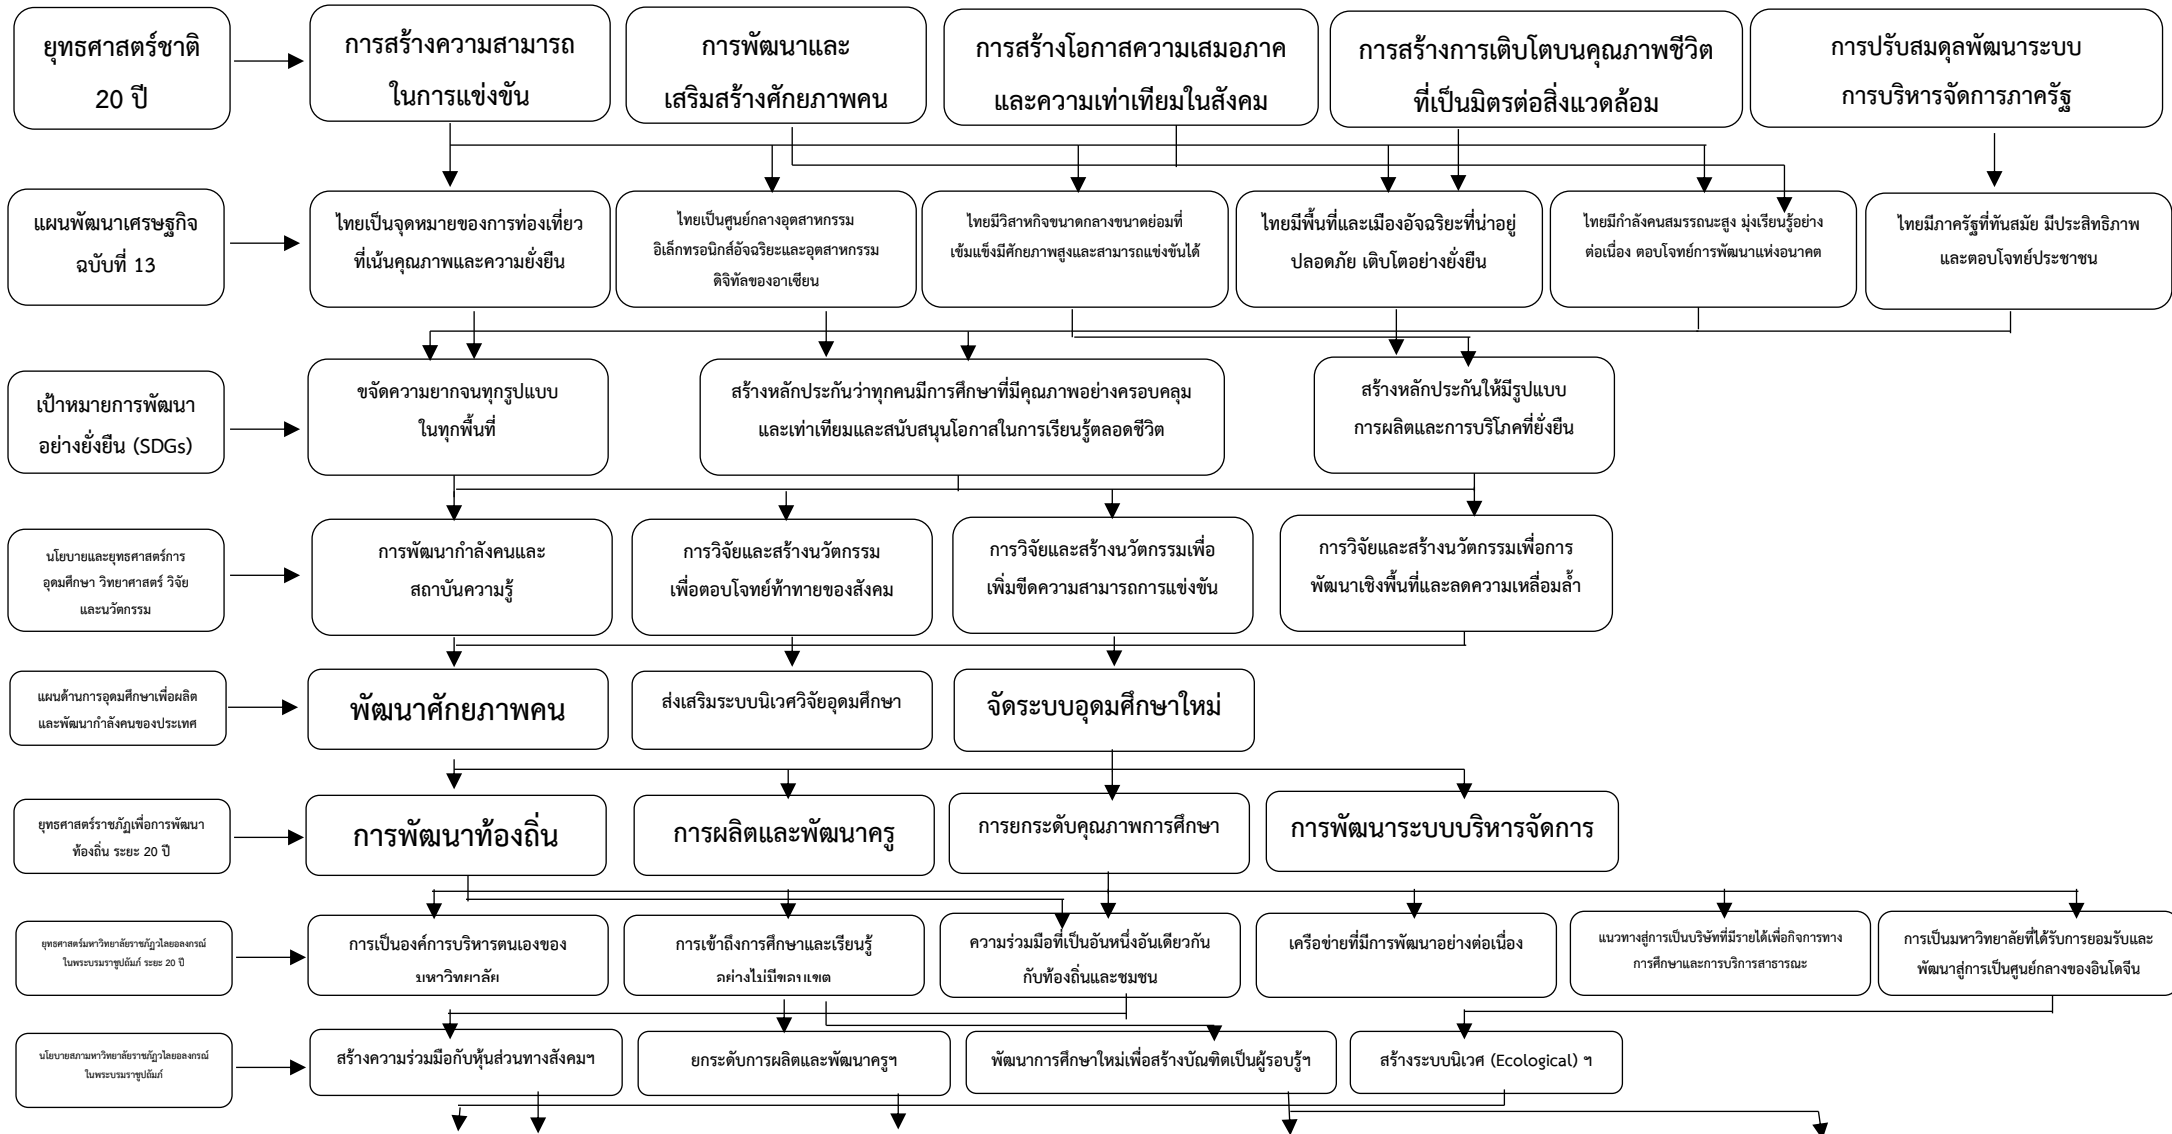 ยุทธศาสตร์ชาติ
20 ปี
การสร้างความสามารถ
ในการแข่งขัน
การพัฒนาและ
เสริมสร้างศักยภาพคน
การสร้างโอกาสความเสมอภาค
และความเท่าเทียมในสังคม
การสร้างการเติบโตบนคุณภาพชีวิต
ที่เป็นมิตรต่อสิ่งแวดล้อม
การปรับสมดุลพัฒนาระบบ
การบริหารจัดการภาครัฐ
แผนพัฒนาเศรษฐกิจ
ฉบับที่ 13
ไทยเป็นจุดหมายของการท่องเที่ยว
ที่เน้นคุณภาพและความยั่งยืน
ไทยเป็นศูนย์กลางอุตสาหกรรม
อิเล็กทรอนิกส์อัจฉริยะและอุตสาหกรรม
ดิจิทัลของอาเซียน
ไทยมีวิสาหกิจขนาดกลางขนาดย่อมที่
เข้มแข็งมีศักยภาพสูงและสามารถแข่งขันได้
ไทยมีพื้นที่และเมืองอัจฉริยะที่น่าอยู่
ปลอดภัย เติบโตอย่างยั่งยืน
ไทยมีกำลังคนสมรรถนะสูง มุ่งเรียนรู้อย่าง
ต่อเนื่อง ตอบโจทย์การพัฒนาแห่งอนาคต
ไทยมีภาครัฐที่ทันสมัย มีประสิทธิภาพ
และตอบโจทย์ประชาชน
เป้าหมายการพัฒนา
อย่างยั่งยืน (SDGs)
ขจัดความยากจนทุกรูปแบบ
ในทุกพื้นที่
สร้างหลักประกันว่าทุกคนมีการศึกษาที่มีคุณภาพอย่างครอบคลุม
และเท่าเทียมและสนับสนุนโอกาสในการเรียนรู้ตลอดชีวิต
สร้างหลักประกันให้มีรูปแบบ
การผลิตและการบริโภคที่ยั่งยืน
นโยบายและยุทธศาสตร์การ
อุดมศึกษา วิทยาศาสตร์ วิจัย
และนวัตกรรม
การพัฒนากำลังคนและ
สถาบันความรู้
การวิจัยและสร้างนวัตกรรม
เพื่อตอบโจทย์ท้าทายของสังคม
การวิจัยและสร้างนวัตกรรมเพื่อ
เพิ่มขีดความสามารถการแข่งขัน
การวิจัยและสร้างนวัตกรรมเพื่อการ
พัฒนาเชิงพื้นที่และลดความเหลื่อมล้ำ
แผนด้านการอุดมศึกษาเพื่อผลิต
และพัฒนากำลังคนของประเทศ
พัฒนาศักยภาพคน
ส่งเสริมระบบนิเวศวิจัยอุดมศึกษา
จัดระบบอุดมศึกษาใหม่
ยุทธศาสตร์ราชภัฏเพื่อการพัฒนา
ท้องถิ่น ระยะ 20 ปี
การพัฒนาท้องถิ่น
การผลิตและพัฒนาครู
การยกระดับคุณภาพการศึกษา
การพัฒนาระบบบริหารจัดการ
ยุทธศาสตร์มหาวิทยาลัยราชภัฏวไลยอลงกรณ์
ในพระบรมราชูปถัมภ์ ระยะ 20 ปี
การเป็นองค์การบริหารตนเองของ
มหาวิทยาลัย
การเข้าถึงการศึกษาและเรียนรู้
อย่างไม่มีขอบเขต
ความร่วมมือที่เป็นอันหนึ่งอันเดียวกัน
กับท้องถิ่นและชุมชน
เครือข่ายที่มีการพัฒนาอย่างต่อเนื่อง
แนวทางสู่การเป็นบริษัทที่มีรายได้เพื่อกิจการทาง
การศึกษาและการบริการสาธารณะ
การเป็นมหาวิทยาลัยที่ได้รับการยอมรับและ
พัฒนาสู่การเป็นศูนย์กลางของอินโดจีน
นโยบายสภามหาวิทยาลัยราชภัฏวไลยอลงกรณ์
ในพระบรมราชูปถัมภ์
สร้างความร่วมมือกับหุ้นส่วนทางสังคมฯ
ยกระดับการผลิตและพัฒนาครูฯ
พัฒนาการศึกษาใหม่เพื่อสร้างบัณฑิตเป็นผู้รอบรู้ฯ
สร้างระบบนิเวศ (Ecological) ฯ